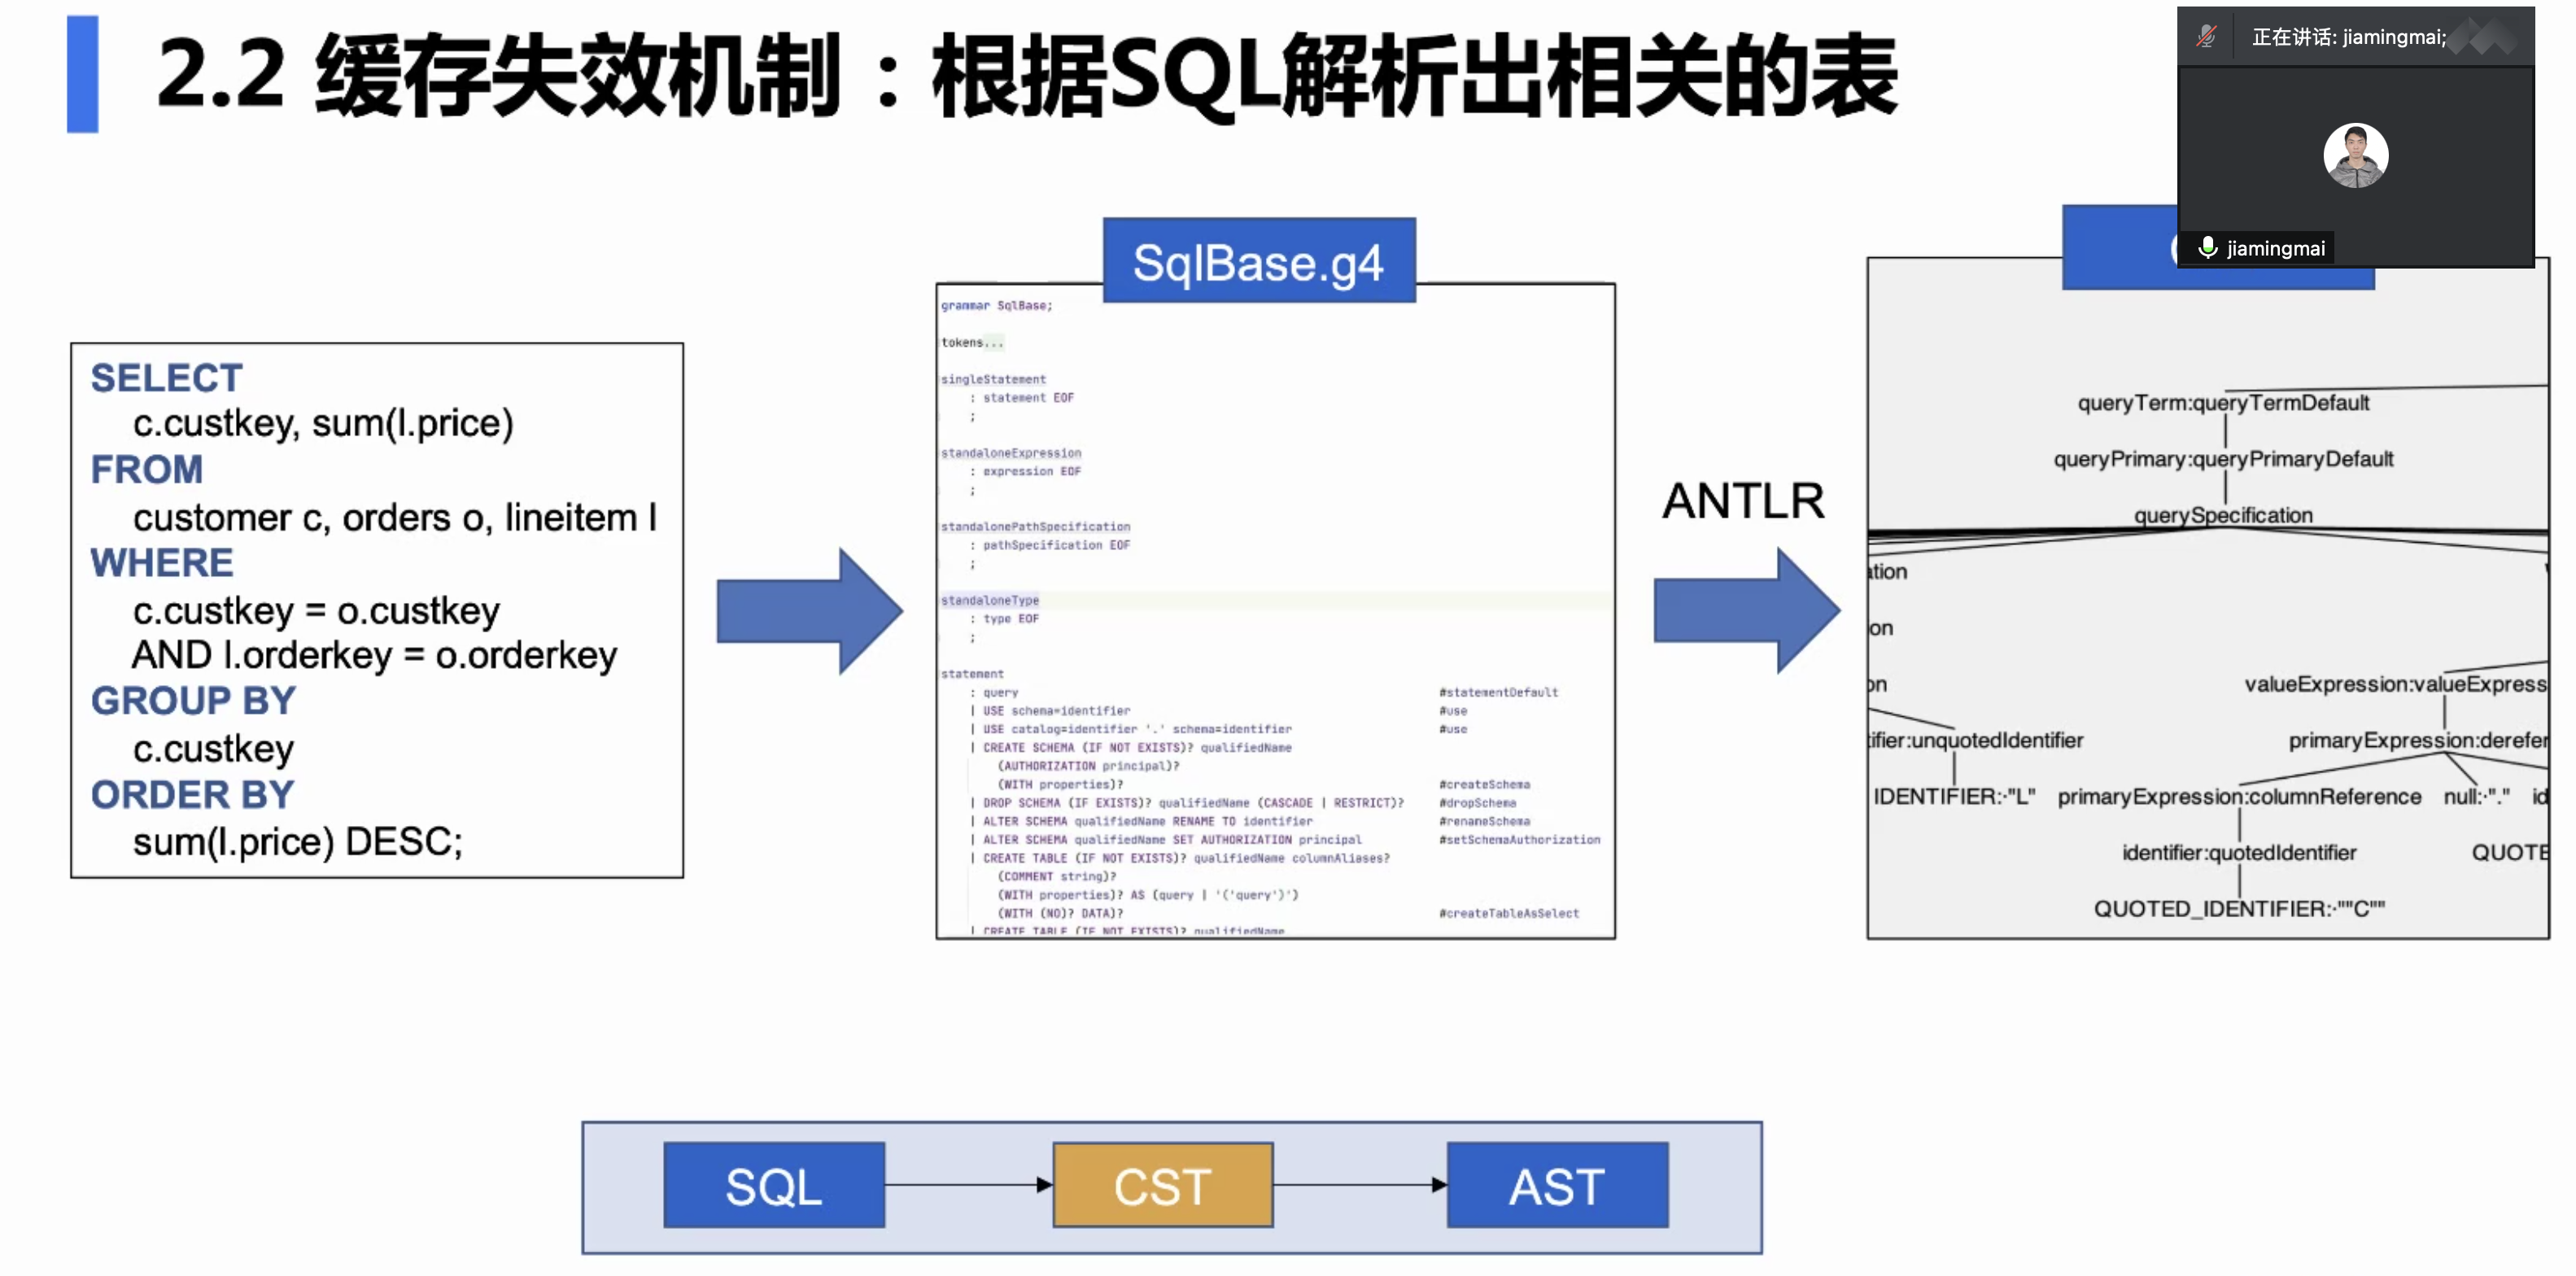 2.2 缓存失效机制：根据SQL解析出相关的表
正在讲话: jiamingmai;
jiamingmai
SELECT
c.custkey, sum(l.price)
FROM
customer c, orders o, lineitem l
WHERE
c.custkey = o.custkey
AND l.orderkey = o.orderkey
GROUP BY
c.custkey
ORDER BY
sum(l.price) DESC;
SqlBase.g4
grammar SqlBase;
tokens...
singleStatement
: statement EOF
;
standaloneExpression
: expression EOF
;
standalonePathSpecification
: pathSpecification EOF
;
standaloneType
: type EOF
;
statement
: query #statementDefault
| USE schema=identifier #use
| USE catalog=identifier '.' schema=identifier #use
| CREATE SCHEMA (IF NOT EXISTS)? qualifiedName
(AUTHORIZATION principal)?
(WITH properties)? #createSchema
| DROP SCHEMA (IF EXISTS)? qualifiedName (CASCADE | RESTRICT)? #dropSchema
| ALTER SCHEMA qualifiedName RENAME TO identifier #renameSchema
| ALTER SCHEMA qualifiedName SET AUTHORIZATION principal #setSchemaAuthorization
| CREATE TABLE (IF NOT EXISTS)? qualifiedName columnAliases?
(COMMENT string)?
(WITH properties)? AS (query | '('query')')
(WITH (NO)? DATA)? #createTableAsSelect
| CREATE TABLE (IF NOT EXISTS)? qualifiedName
ANTLR
queryTerm:queryTermDefault
queryPrimary:queryPrimaryDefault
querySpecification
ation
on
on
valueExpression:valueExpress
ifier:unquotedIdentifier
primaryExpression:derefer
IDENTIFIER:·"L"
primaryExpression:columnReference
null:·"."
id
identifier:quotedIdentifier
QUOTE
QUOTED_IDENTIFIER:·""C""
SQL
CST
AST